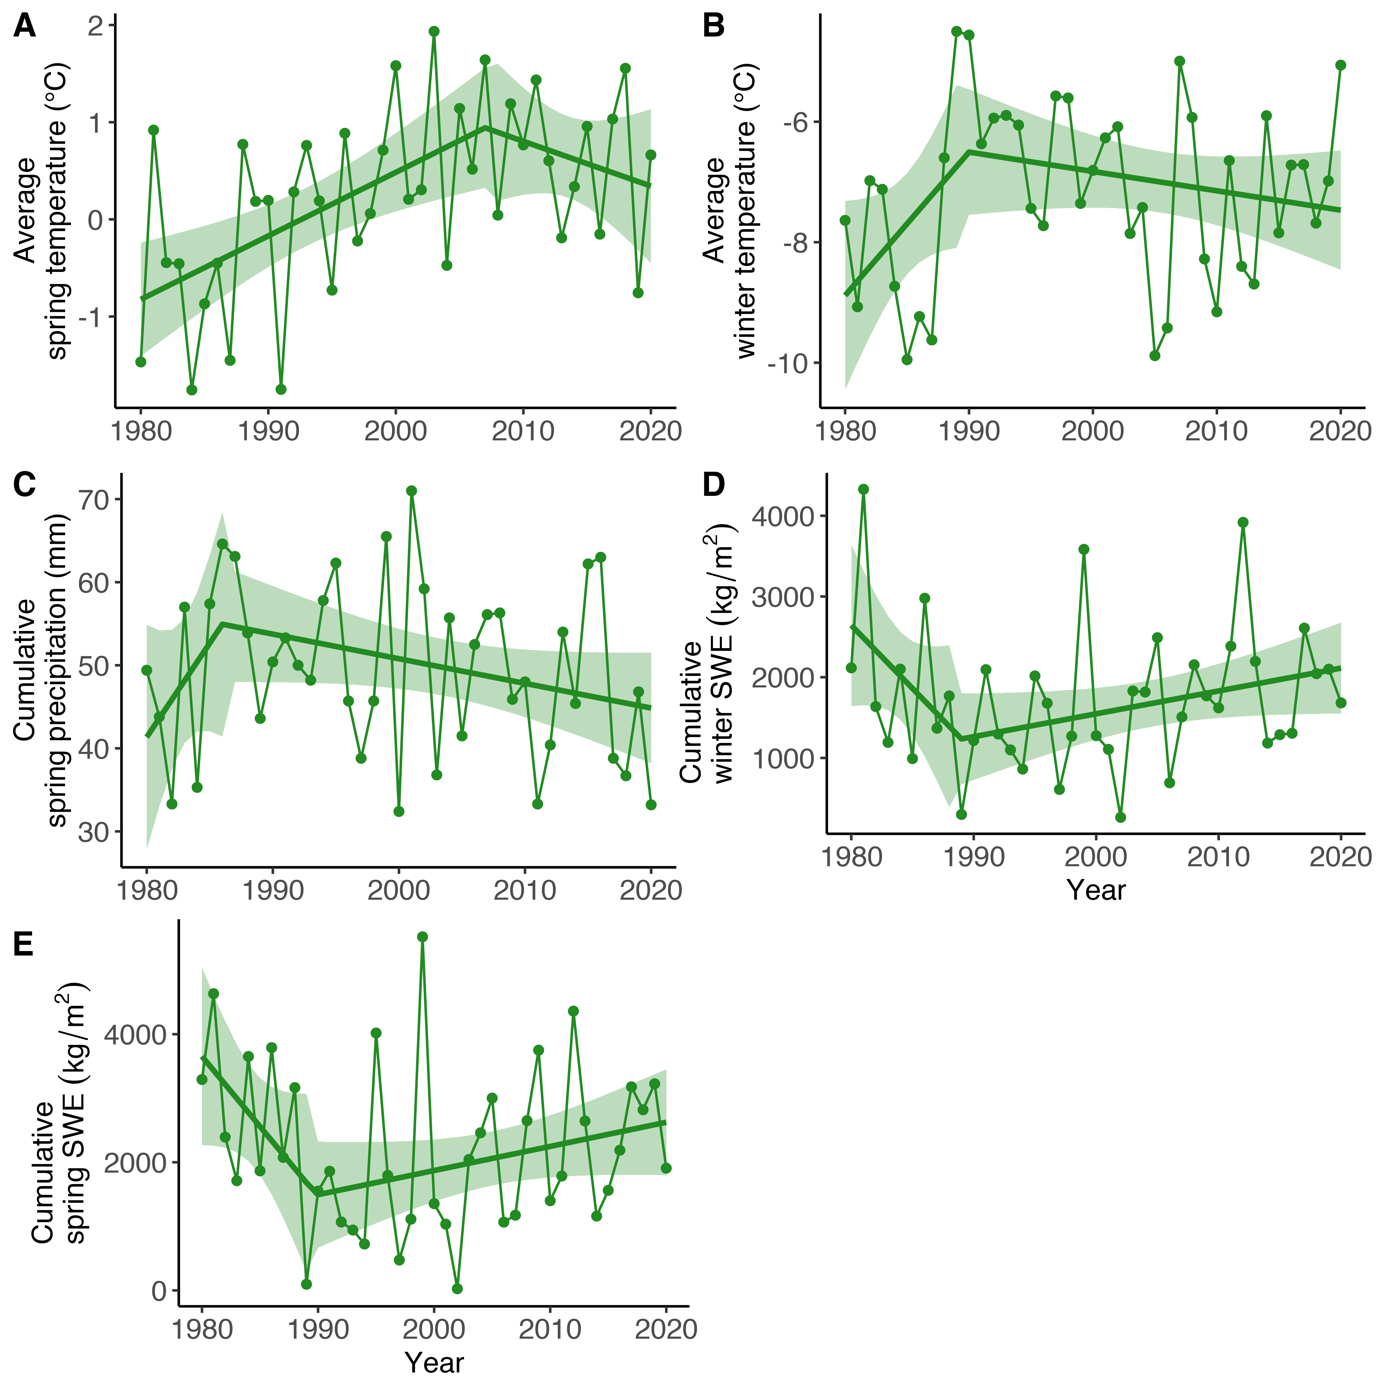 A
Average
spring temperature (°C)
2
1
0
-1
1980 1990 2000 2010 2020
B
Average
winter temperature (°C)
-6
-8
-10
1980 1990 2000 2010 2020
C
Cumulative
spring precipitation (mm)
70
60
50
40
30
1980 1990 2000 2010 2020
D
Cumulative
winter SWE (kg/m²)
4000
3000
2000
1000
1980 1990 2000 2010 2020
Year
E
Cumulative
spring SWE (kg/m²)
4000
2000
0
1980 1990 2000 2010 2020
Year